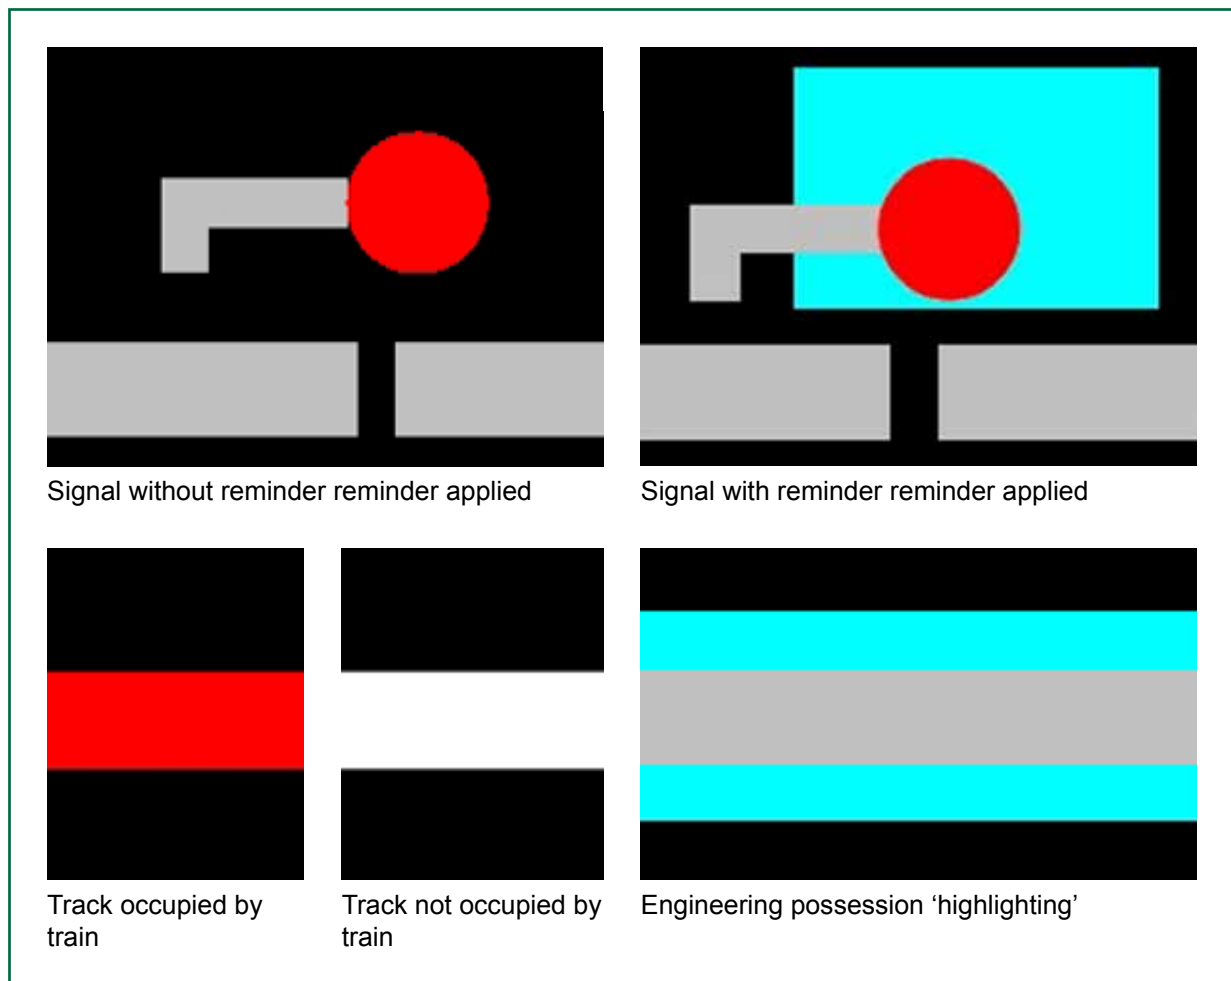 Signal without reminder reminder applied
Signal with reminder reminder applied
Track occupied by
train
Track not occupied by
train
Engineering possession ‘highlighting’